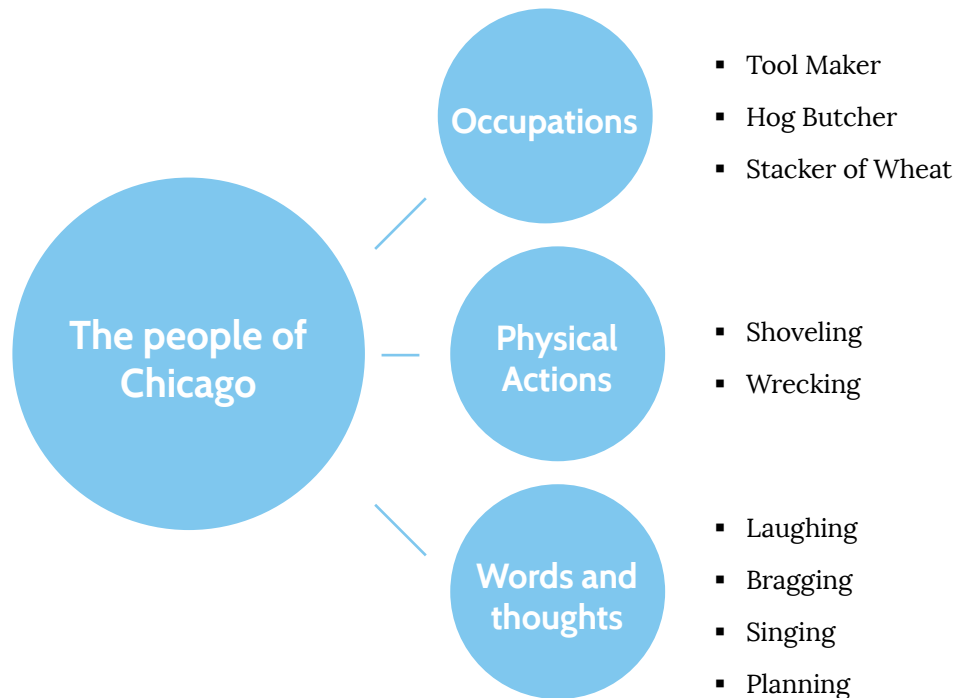 The people of
Chicago
Occupations
▪ Tool Maker
▪ Hog Butcher
▪ Stacker of Wheat
Physical
Actions
▪ Shoveling
▪ Wrecking
Words and
thoughts
▪ Laughing
▪ Bragging
▪ Singing
▪ Planning